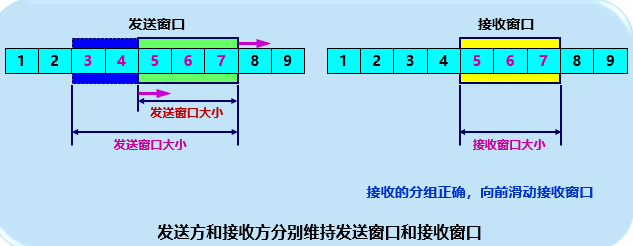 发送窗口
接收窗口
1 2 3 4 5 6 7 8 9
1 2 3 4 5 6 7 8 9
发送窗口大小
发送窗口大小
接收窗口大小
接收的分组正确，向前滑动接收窗口
发送方和接收方分别维持发送窗口和接收窗口